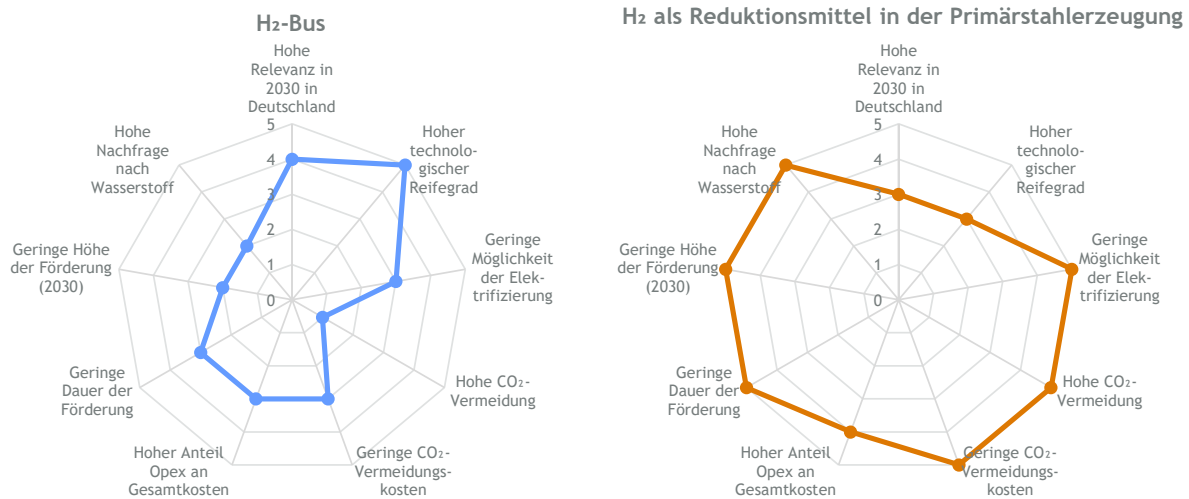 H₂-Bus
Hohe
Relevanz in
2030 in
Deutschland
Hoher
technolo-
gischer
Reifegrad
Geringe
Möglichkeit
der Elek-
trifizierung
Hohe CO₂-
Vermeidung
Geringe CO₂-
Vermeidungs-
kosten
Hoher Anteil
Opex an
Gesamtkosten
Geringe
Dauer der
Förderung
Geringe Höhe
der Förderung
(2030)
Hohe
Nachfrage
nach
Wasserstoff
5
4
3
2
1
0
H₂ als Reduktionsmittel in der Primärstahlerzeugung
Hohe
Relevanz in
2030 in
Deutschland
Hoher
technolo-
gischer
Reifegrad
Geringe
Möglichkeit
der Elek-
trifizierung
Hohe CO₂-
Vermeidung
Geringe CO₂-
Vermeidungs-
kosten
Hoher Anteil
Opex an
Gesamtkosten
Geringe
Dauer der
Förderung
Geringe Höhe
der Förderung
(2030)
Hohe
Nachfrage
nach
Wasserstoff
5
4
3
2
1
0